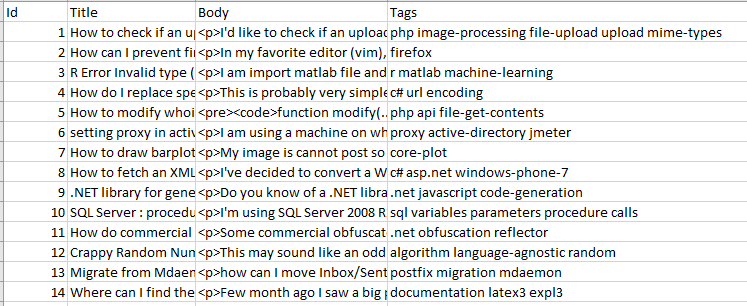 Id Title Body Tags
1 How to check if an up <p>I'd like to check if an upload php image-processing file-upload upload mime-types
2 How can I prevent fi <p>In my favorite editor (vim), firefox
3 R Error Invalid type ( <p>I am import matlab file and r matlab machine-learning
4 How do I replace spe <p>This is probably very simple c# url encoding
5 How to modify whoi <pre><code>function modify(.. php api file-get-contents
6 setting proxy in activ <p>I am using a machine on wh proxy active-directory jmeter
7 How to draw barplot <p>My image is cannot post so core-plot
8 How to fetch an XML <p>I've decided to convert a W c# asp.net windows-phone-7
9 .NET library for gene <p>Do you know of a .NET libra .net javascript code-generation
10 SQL Server : procedu <p>I'm using SQL Server 2008 R sql variables parameters procedure calls
11 How do commercial <p>Some commercial obfuscat .net obfuscation reflector
12 Crappy Random Num <p>This may sound like an odd algorithm language-agnostic random
13 Migrate from Mdaem <p>how can I move Inbox/Sent postfix migration mdaemon
14 Where can I find the <p>Few month ago I saw a big documentation latex3 expl3